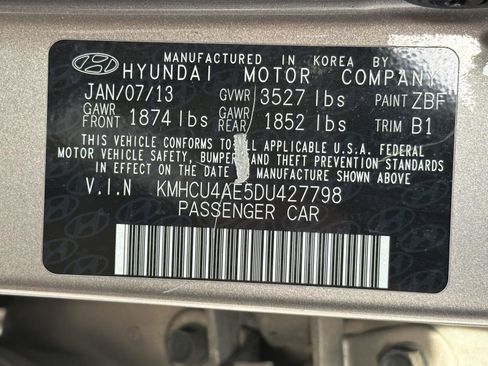 MANUFACTURED IN KOREA BY
HYUNDAI MOTOR COMPANY
JAN/07/13 GVWR 3527 lbs PAINT ZBF
GAWR FRONT 1874 lbs GAWR REAR 1852 lbs TRIM B1
THIS VEHICLE CONFORMS TO ALL APPLICABLE U.S.A. FEDERAL
MOTOR VEHICLE SAFETY, BUMPER, AND THEFT PREVENTION STANDARDS
IN EFFECT ON THE DATE OF MANUFACTURE SHOWN ABOVE
V.I.N KMHCU4AE5DU427798
PASSENGER CAR